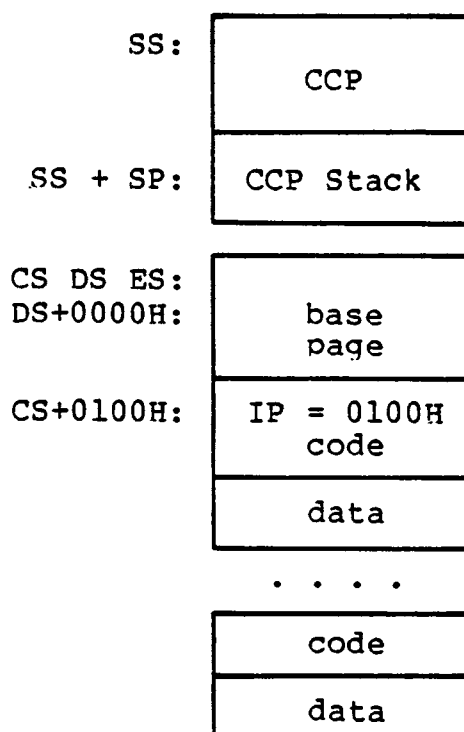 SS:
CCP
SS + SP: CCP Stack
CS DS ES:
DS+0000H: base
page
CS+0100H: IP = 0100H
code
data
. . . .
code
data